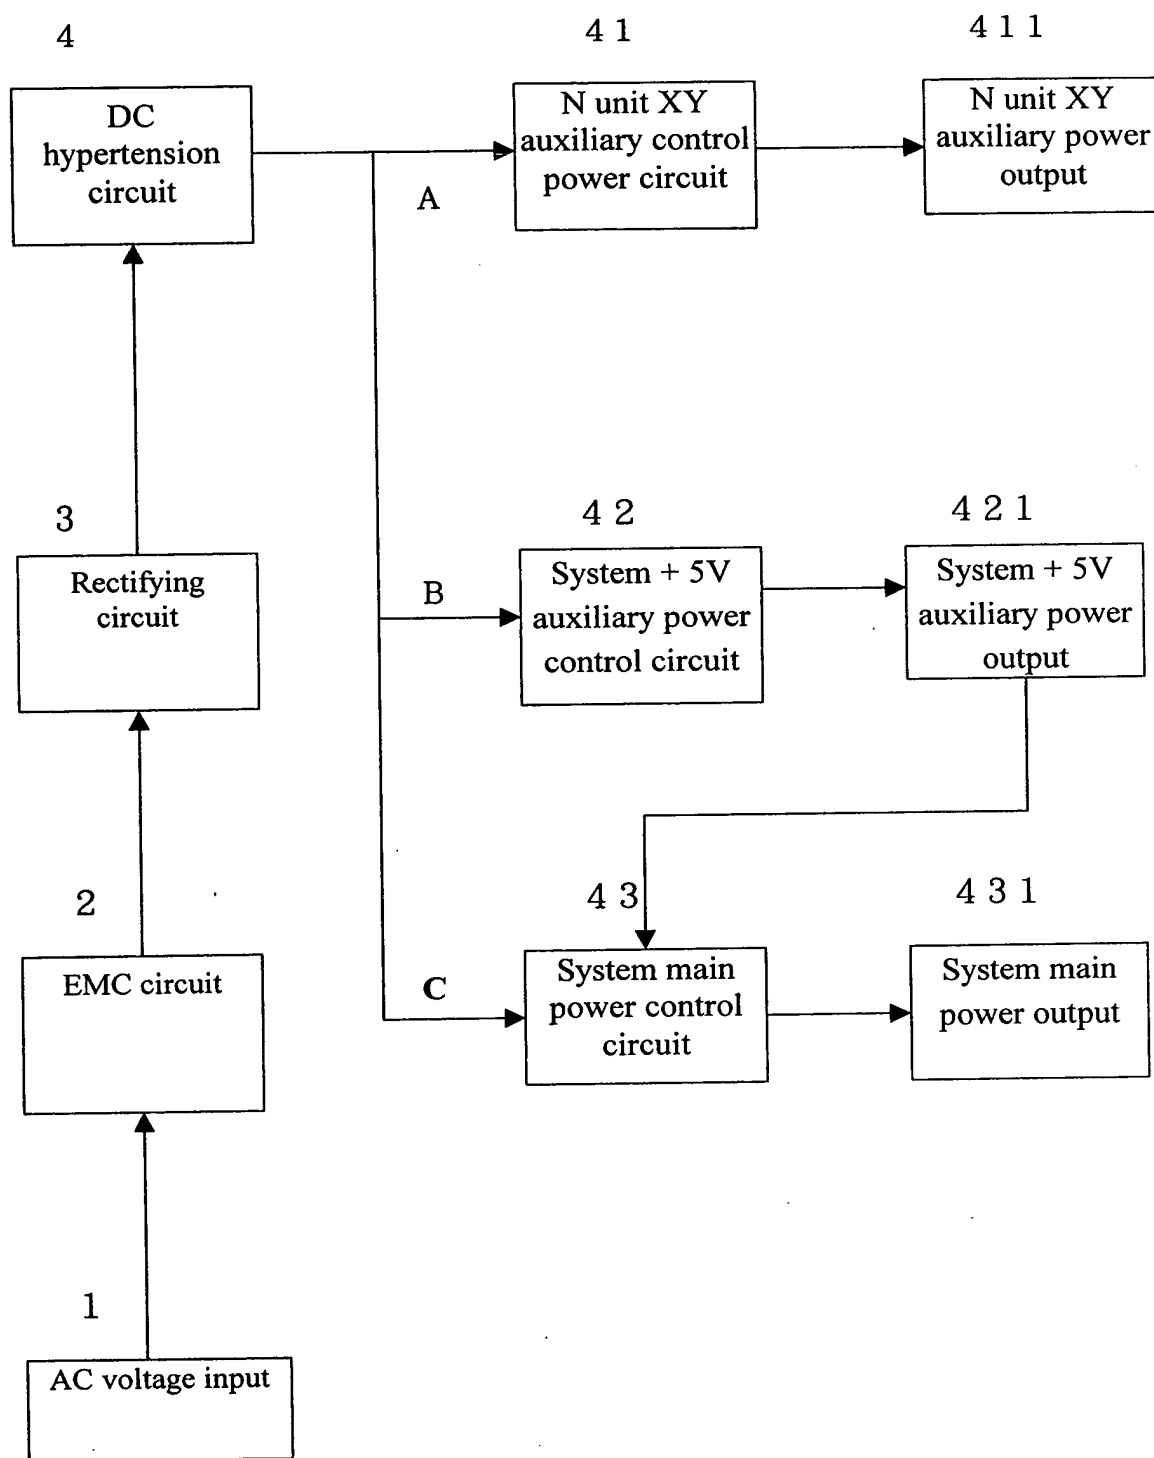 4
4 1
4 1 1
DC
hypertension
circuit
N unit XY
auxiliary control
power circuit
N unit XY
auxiliary power
output
A
3
4 2
4 2 1
Rectifying
circuit
B
System + 5V
auxiliary power
control circuit
System + 5V
auxiliary power
output
2
4 3
4 3 1
EMC circuit
C
System main
power control
circuit
System main
power output
1
AC voltage input